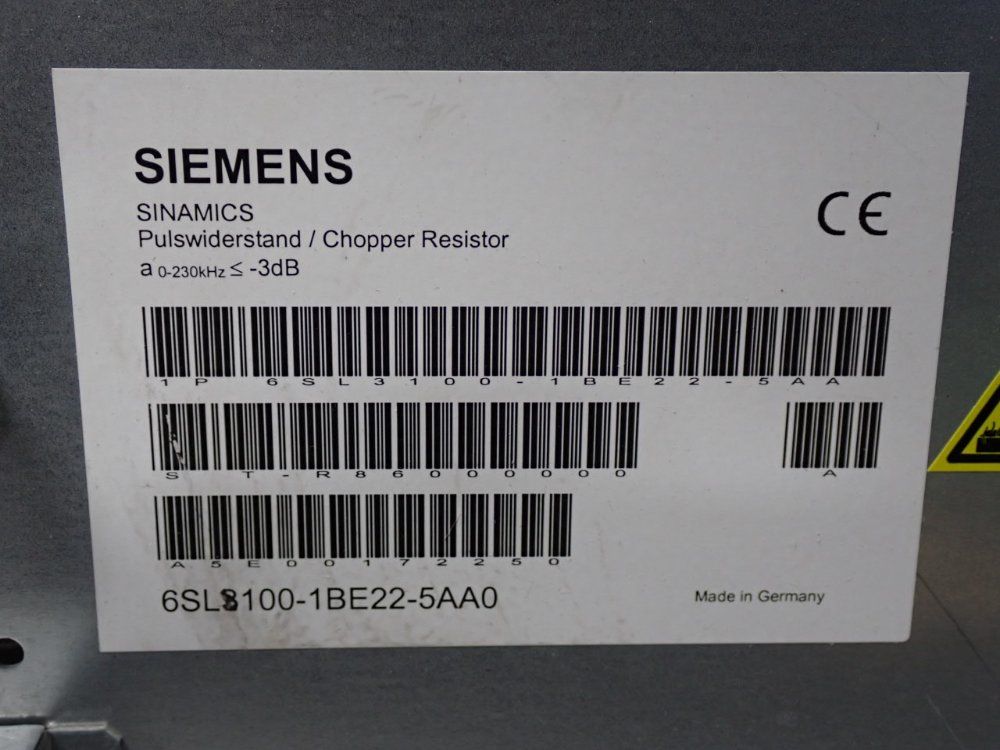 SIEMENS
SINAMICS
CE
Pulswiderstand / Chopper Resistor
a 0-230kHz ≤ -3dB
1P 6SL3100-1BE22-5AA
S T-R86000000
A
A5E00172250
6SL3100-1BE22-5AA0
Made in Germany